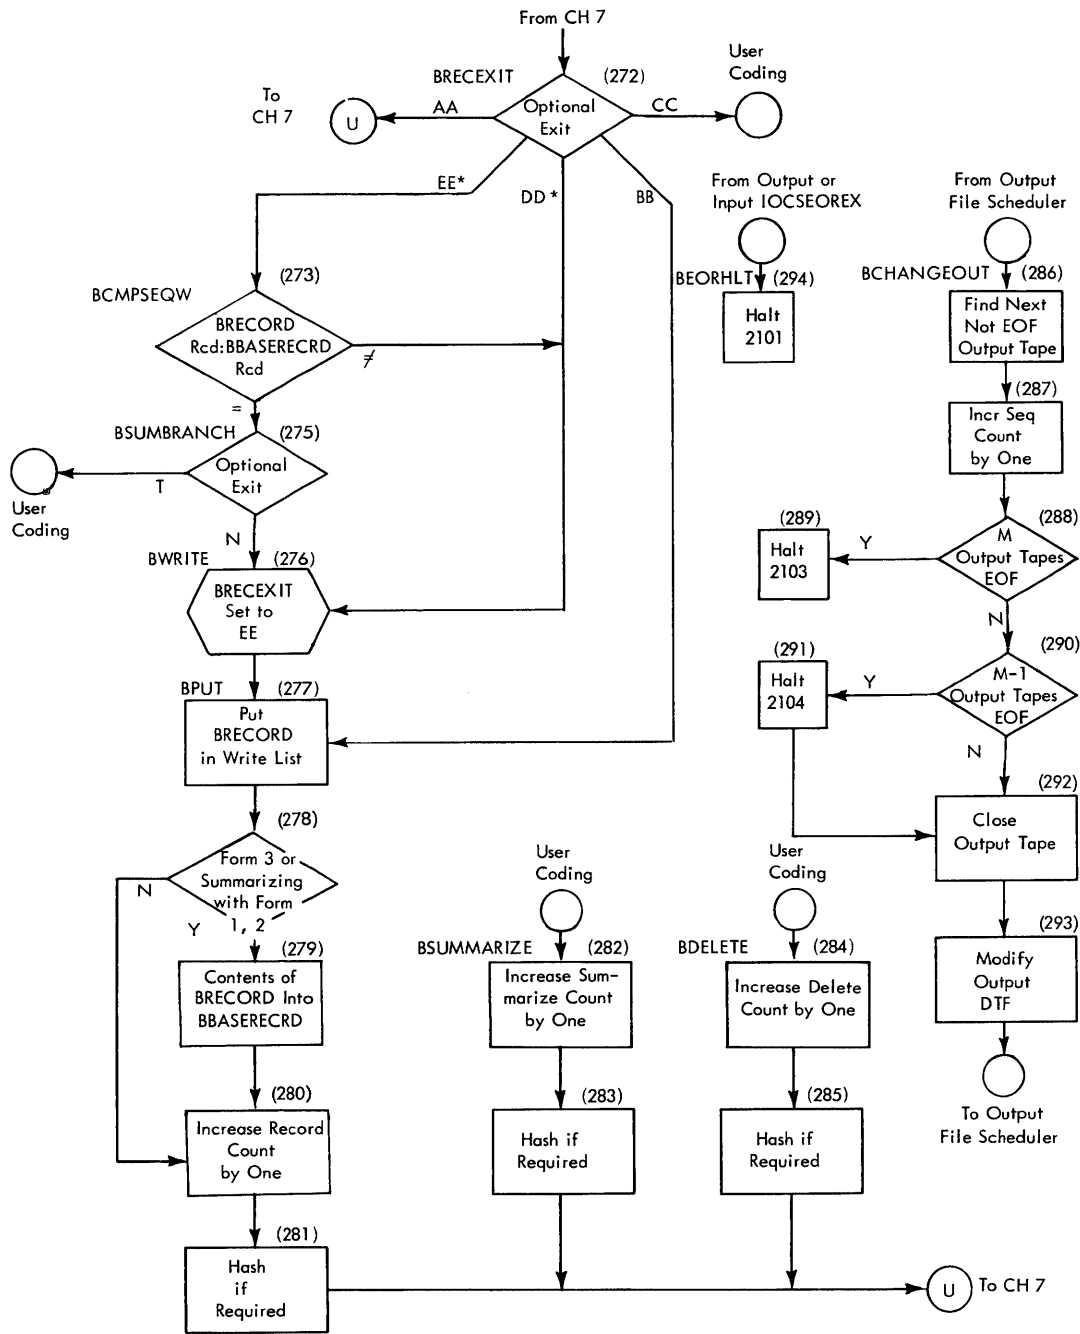 From CH 7
BRECEXIT
(272)
User
Coding
To
CH 7
U
AA
Optional
Exit
CC
EE*
DD *
BB
From Output or
Input IOCSEOREX
From Output
File Scheduler
BEORHLT
(294)
Halt
2101
BCHANGEOUT
(286)
Find Next
Not EOF
Output Tape
(273)
BCMPSEQW
BRECORD
Rcd:BBASERECRD
Rcd
≠
=
(287)
Incr Seq
Count
by One
BSUMBRANCH
(275)
Optional
Exit
T
User
Coding
N
(288)
M
Output Tapes
EOF
Y
(289)
Halt
2103
N
BWRITE
(276)
BRECEXIT
Set to
EE
(290)
M-1
Output Tapes
EOF
Y
(291)
Halt
2104
N
BPUT
(277)
Put
BRECORD
in Write List
(292)
Close
Output Tape
(278)
Form 3 or
Summarizing
with Form
1, 2
N
Y
User
Coding
User
Coding
(293)
Modify
Output
DTF
(279)
Contents of
BRECORD Into
BBASERECRD
BSUMMARIZE
(282)
Increase Sum-
marize Count
by One
BDELETE
(284)
Increase Delete
Count by One
To Output
File Scheduler
(280)
Increase Record
Count
by One
(283)
Hash if
Required
(285)
Hash if
Required
(281)
Hash
if
Required
U
To CH 7